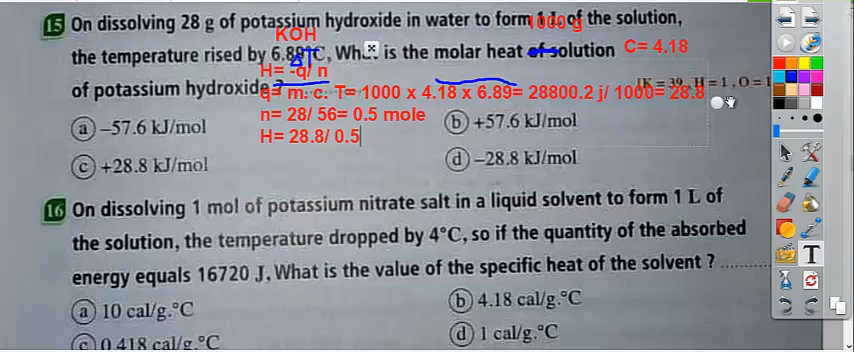 15 On dissolving 28 g of potassium hydroxide in water to form 1 L of the solution,
1000 g
KOH
the temperature rised by 6.89°C, What is the molar heat of solution C= 4.18
ΔT
H= -q/ n
of potassium hydroxide? [K = 39, H = 1, O = 1
q= m. c. T= 1000 x 4.18 x 6.89= 28800.2 j/ 1000= 28.8
n= 28/ 56= 0.5 mole
H= 28.8/ 0.5
a –57.6 kJ/mol
b +57.6 kJ/mol
c +28.8 kJ/mol
d –28.8 kJ/mol
16 On dissolving 1 mol of potassium nitrate salt in a liquid solvent to form 1 L of
the solution, the temperature dropped by 4°C, so if the quantity of the absorbed
energy equals 16720 J, What is the value of the specific heat of the solvent ? ............
a 10 cal/g.°C
b 4.18 cal/g.°C
c 0.418 cal/g.°C
d 1 cal/g.°C
T